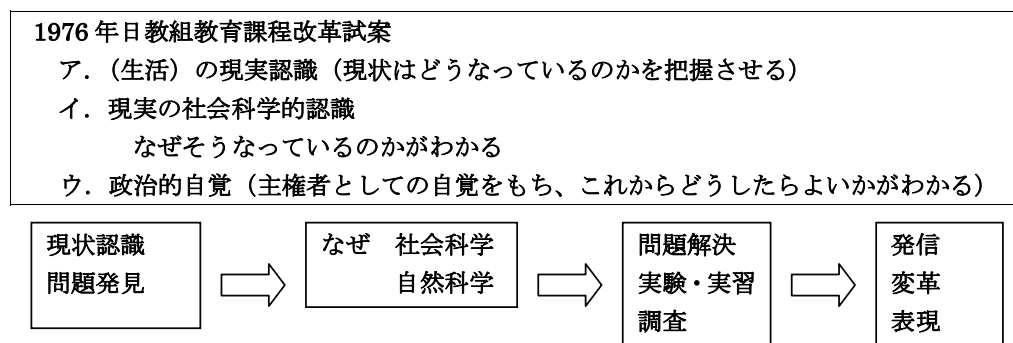 1976年日教組教育課程改革試案
ア．（生活）の現実認識（現状はどうなっているのかを把握させる）
イ．現実の社会科学的認識
なぜそうなっているのかがわかる
ウ．政治的自覚（主権者としての自覚をもち、これからどうしたらよいかがわかる）
現状認識
問題発見
なぜ　社会科学
自然科学
問題解決
実験・実習
調査
発信
変革
表現